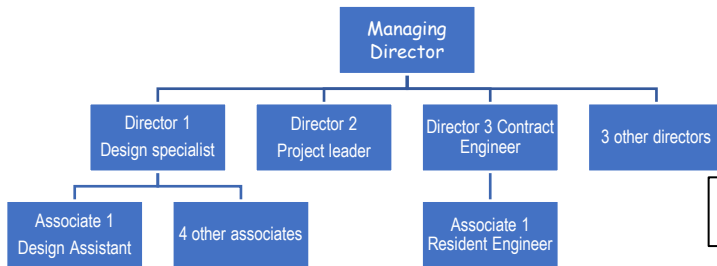 Managing
Director
Director 1
Design specialist
Director 2
Project leader
Director 3 Contract
Engineer
3 other directors
Associate 1
Design Assistant
4 other associates
Associate 1
Resident Engineer